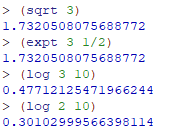 > (sqrt 3)
1.7320508075688772
> (expt 3 1/2)
1.7320508075688772
> (log 3 10)
0.47712125471966244
> (log 2 10)
0.30102999566398114